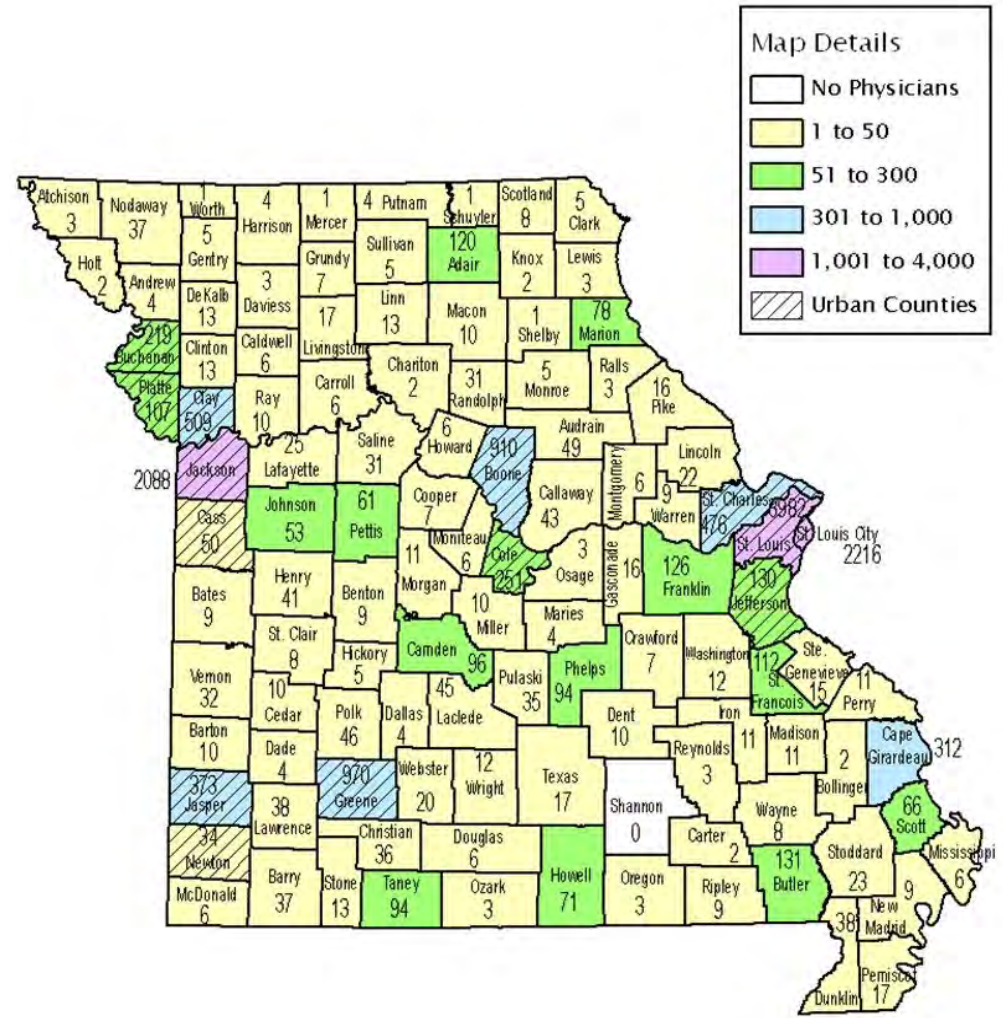 Map Details
No Physicians
1 to 50
51 to 300
301 to 1,000
1,001 to 4,000
Urban Counties
Atchison
3
Nodaway
37
1
Worth
4
Harrison
1
Mercer
4 Putnam
1
Schuyler
Scotland
8
5
Clark
Holt
2
Andrew
4
5
Gentry
DeKalb
13
3
Daviess
Grundy
7
Sullivan
5
120
Adair
Knox
2
Lewis
3
219
Buchanan
Clinton
13
Caldwell
6
17
Livingston
Linn
13
Macon
10
1
Shelby
78
Marion
Platte
107
Clay
509
Ray
10
Carroll
6
Chariton
2
31
Randolph
5
Monroe
Ralls
3
16
Pike
2088
Jackson
25
Lafayette
Saline
31
6
Howard
910
Boone
Audrain
49
Callaway
43
Montgomery
6
Lincoln
22
9
Warren
St. Charles
476
6982
St. Louis
St Louis City
2216
Cass
50
Johnson
53
61
Pettis
Cooper
7
Moniteau
6
Cole
251
3
Osage
Gasconade
16
126
Franklin
130
Jefferson
Bates
9
Henry
41
Benton
9
11
Morgan
10
Miller
Maries
4
St. Clair
8
Hickory
5
Camden
96
Pulaski
35
Phelps
94
Crawford
7
Washington
12
112
St.
Francois
Ste.
Genevieve
15
11
Perry
Vernon
32
10
Cedar
Polk
46
Dallas
4
45
Laclede
Dent
10
Iron
11
Madison
11
2
Bollinger
Cape
Girardeau
312
Barton
10
Dade
4
970
Greene
Webster
20
12
Wright
Texas
17
Shannon
0
Reynolds
3
Wayne
8
66
Scott
373
Jasper
38
Lawrence
Christian
36
Douglas
6
Carter
2
Stoddard
23
Mississippi
6
34
Newton
McDonald
6
Barry
37
Stone
13
Taney
94
Ozark
3
Howell
71
Oregon
3
Ripley
9
131
Butler
9
New
Madrid
38
Dunklin
Pemiscot
17